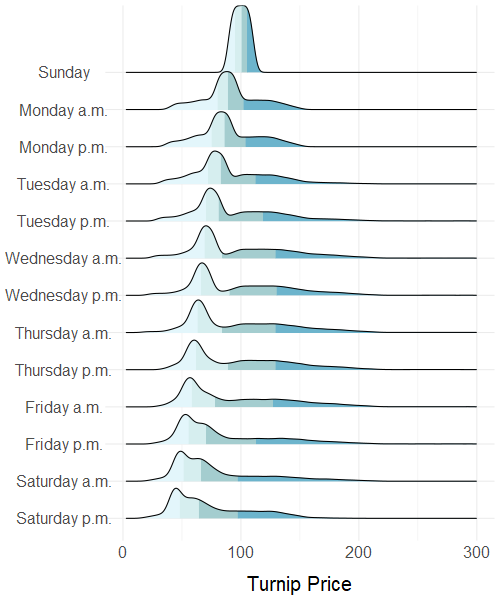 Sunday
Monday a.m.
Monday p.m.
Tuesday a.m.
Tuesday p.m.
Wednesday a.m.
Wednesday p.m.
Thursday a.m.
Thursday p.m.
Friday a.m.
Friday p.m.
Saturday a.m.
Saturday p.m.
0 100 200 300
Turnip Price